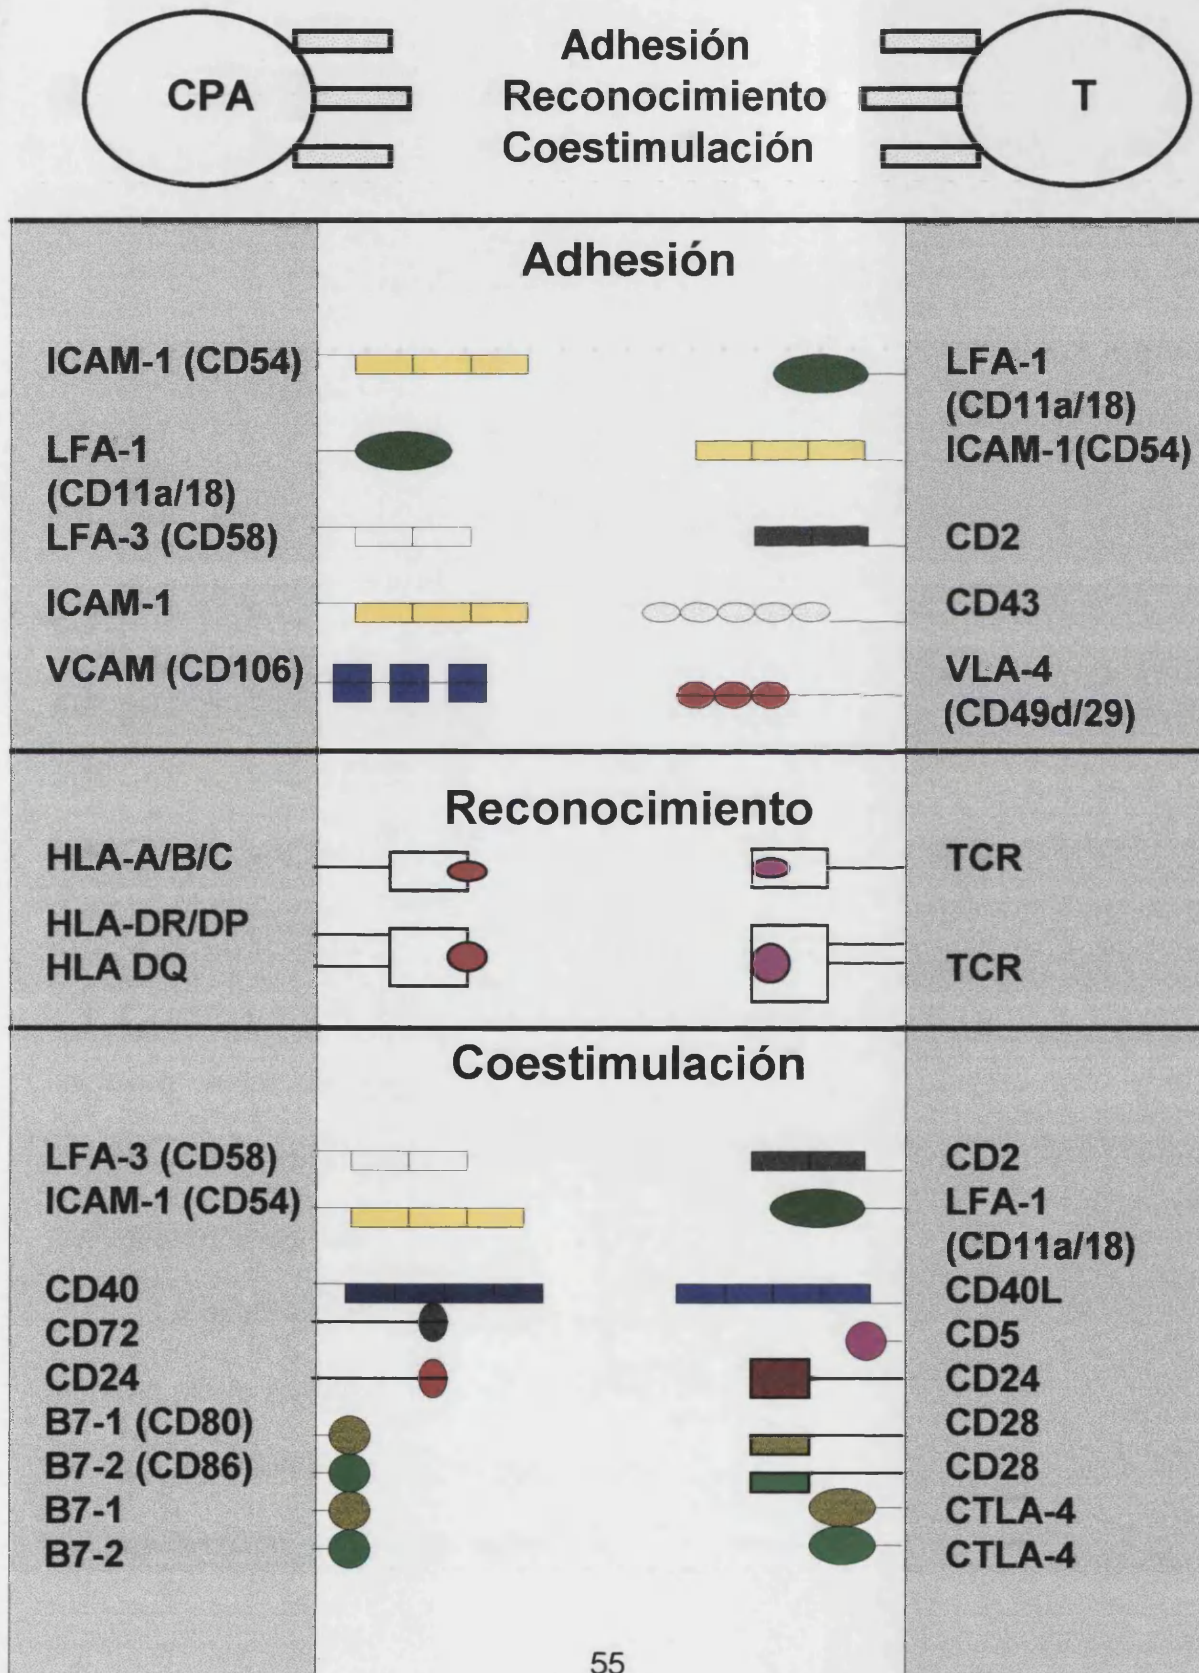 CPA
Adhesión
Reconocimiento
Coestimulación
T
Adhesión
ICAM-1 (CD54)
LFA-1
(CD11a/18)
LFA-1
(CD11a/18)
ICAM-1(CD54)
LFA-3 (CD58)
CD2
ICAM-1
CD43
VCAM (CD106)
VLA-4
(CD49d/29)
Reconocimiento
HLA-A/B/C
TCR
HLA-DR/DP
HLA DQ
TCR
Coestimulación
LFA-3 (CD58)
CD2
ICAM-1 (CD54)
LFA-1
(CD11a/18)
CD40
CD40L
CD72
CD5
CD24
CD24
B7-1 (CD80)
CD28
B7-2 (CD86)
CD28
B7-1
CTLA-4
B7-2
CTLA-4
55